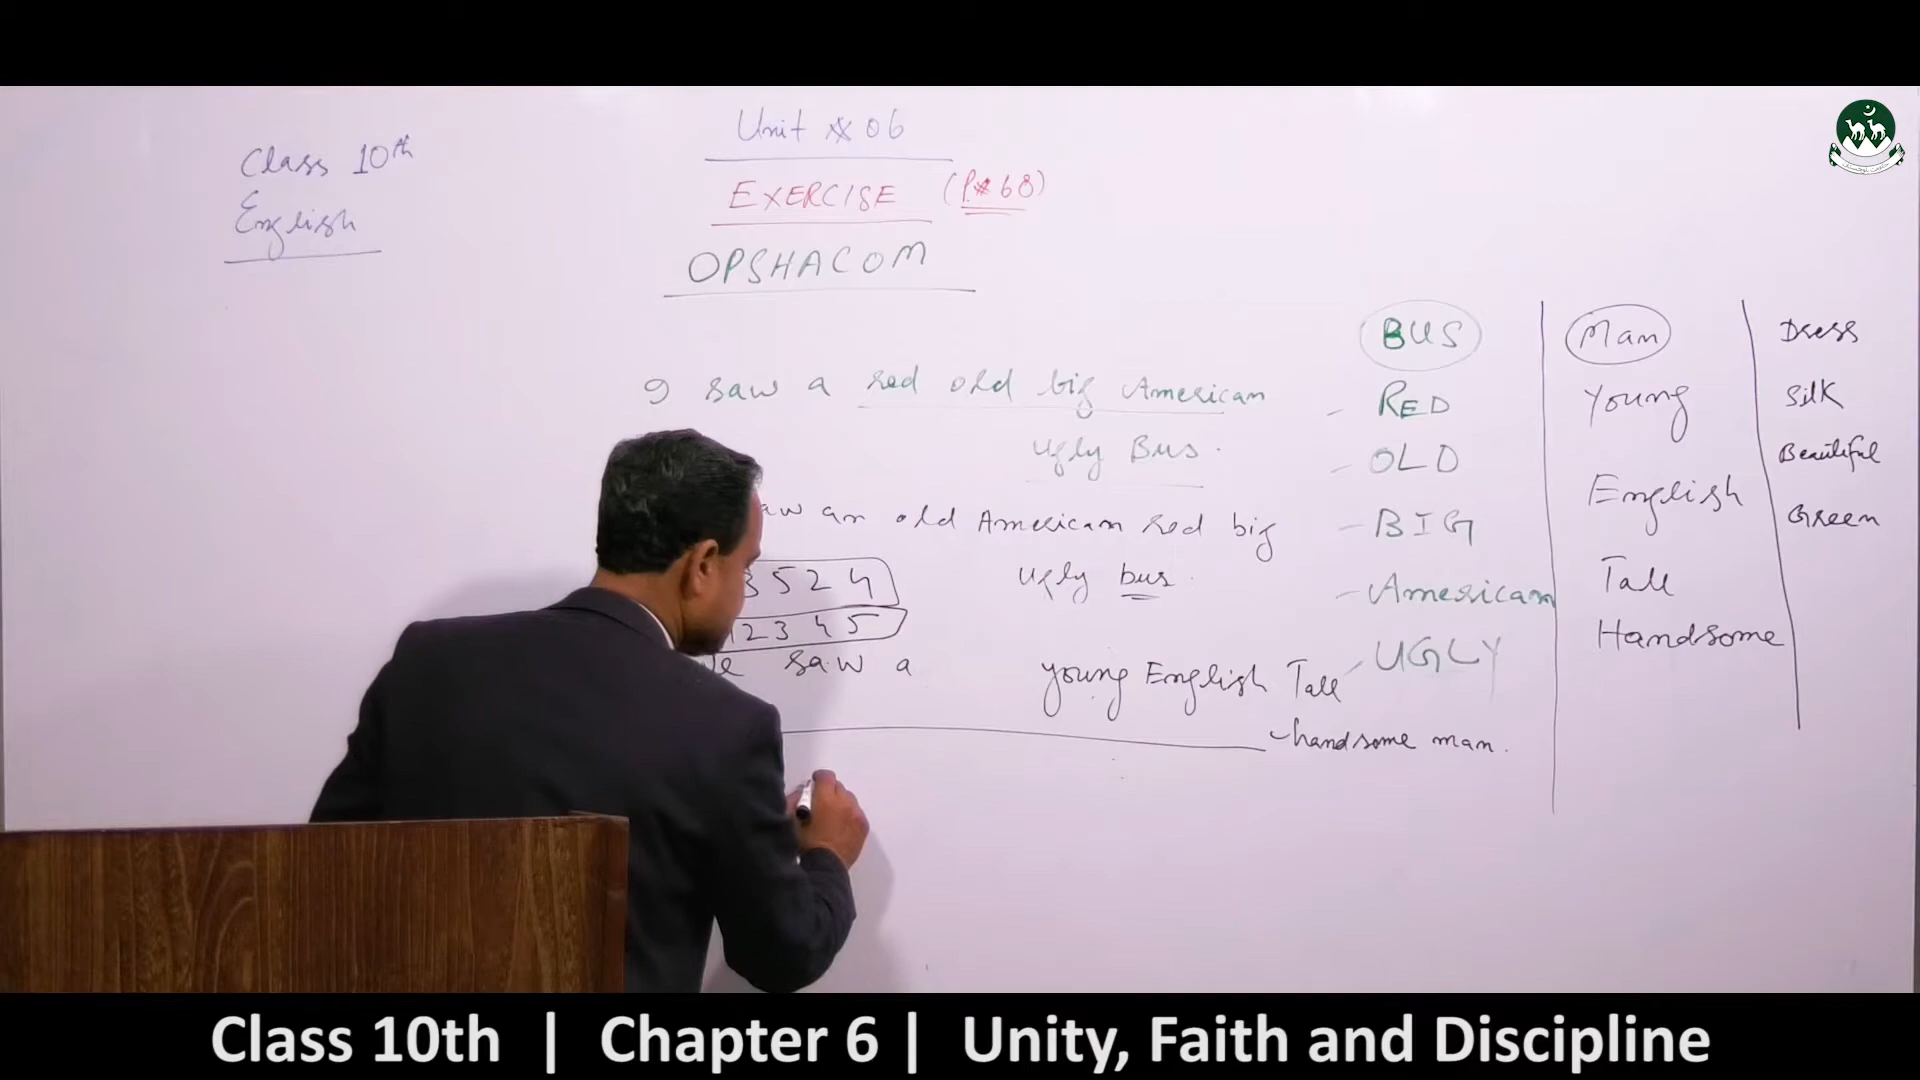 Class 10th
English
Unit # 06
EXERCISE (P.# 68)
OPSHACOM
I saw a red old big American
Ugly Bus.
aw an old American red big
Ugly bus.
3 5 2 4
1 2 3 4 5
saw a
young English Tall
handsome man.
BUS
- RED
- OLD
- BIG
- American
- UGLY
Man
Young
English
Tall
Handsome
Dress
Silk
Beautiful
Green
Class 10th | Chapter 6 | Unity, Faith and Discipline